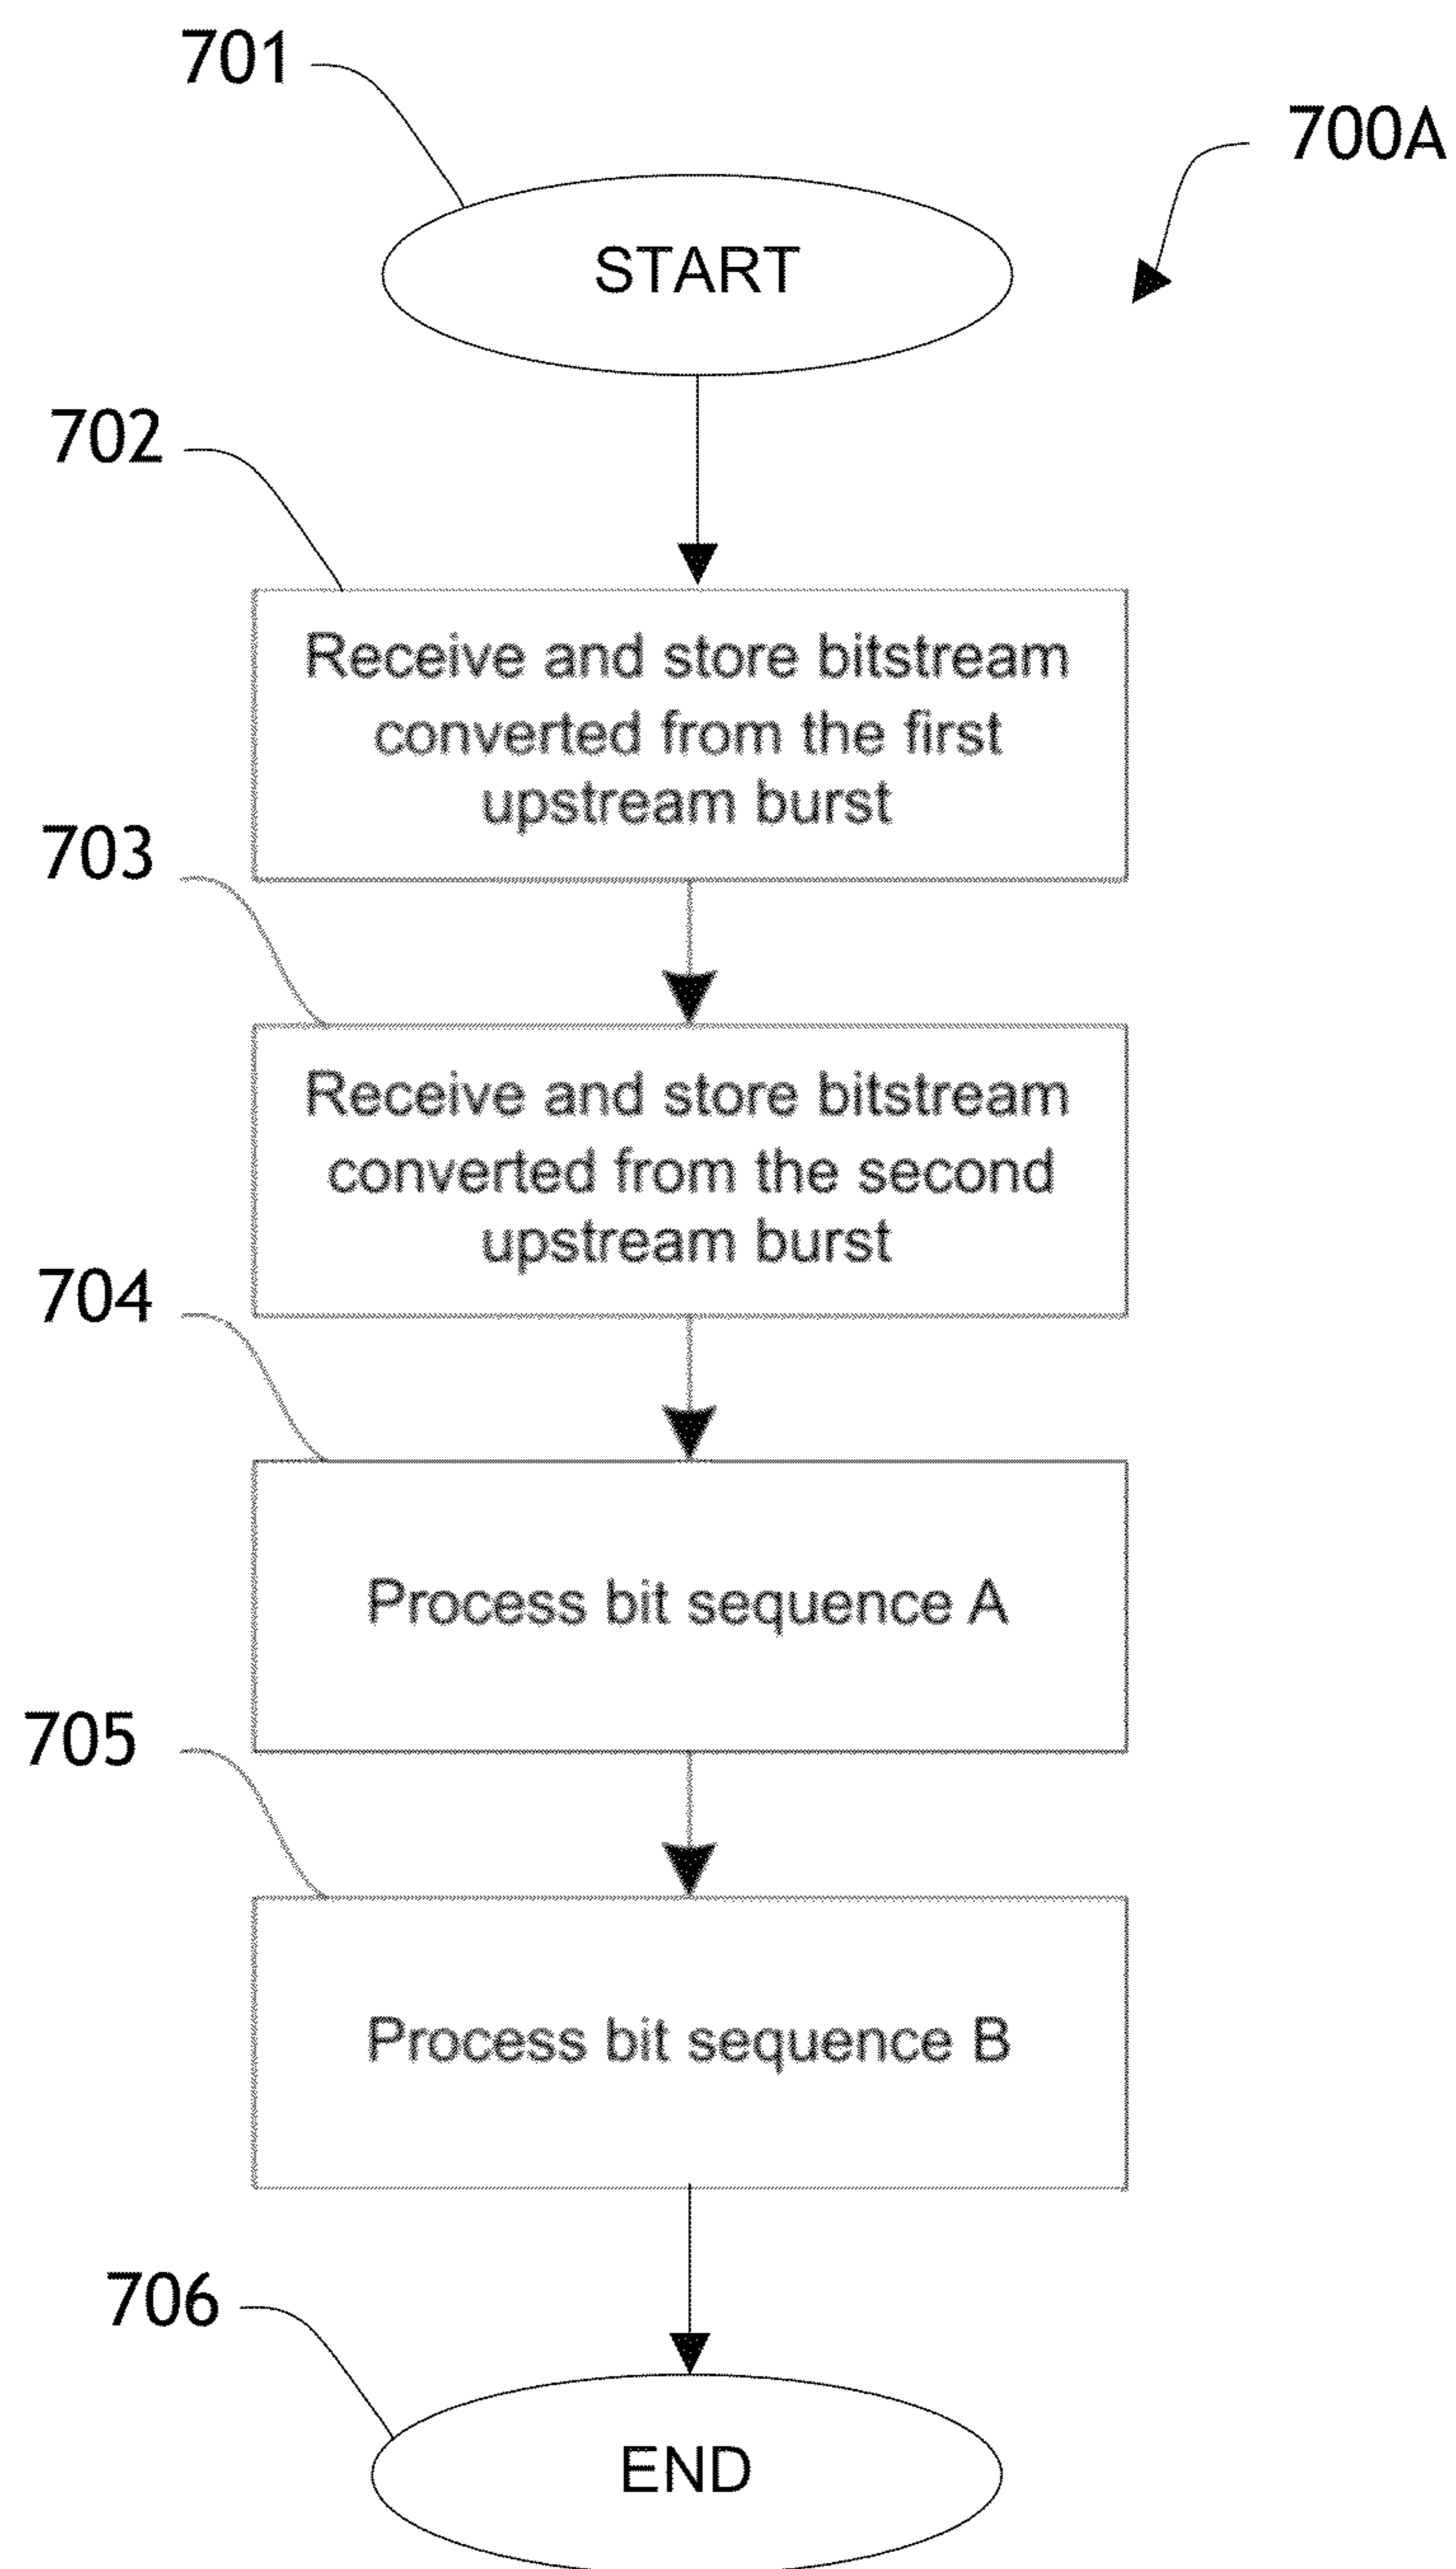 701
700A
START
702
Receive and store bitstream
converted from the first
upstream burst
703
Receive and store bitstream
converted from the second
upstream burst
704
Process bit sequence A
705
Process bit sequence B
706
END